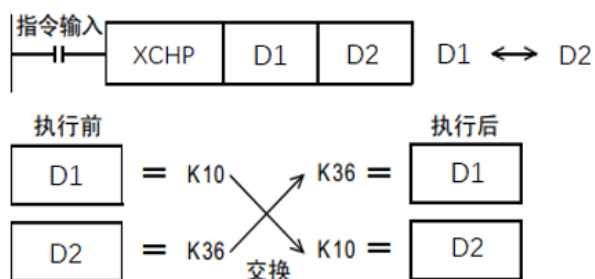 指令输入
XCHP D1 D2 D1 ↔ D2
执行前 执行后
D1 = K10 K36 = D1
D2 = K36 K10 = D2
交换